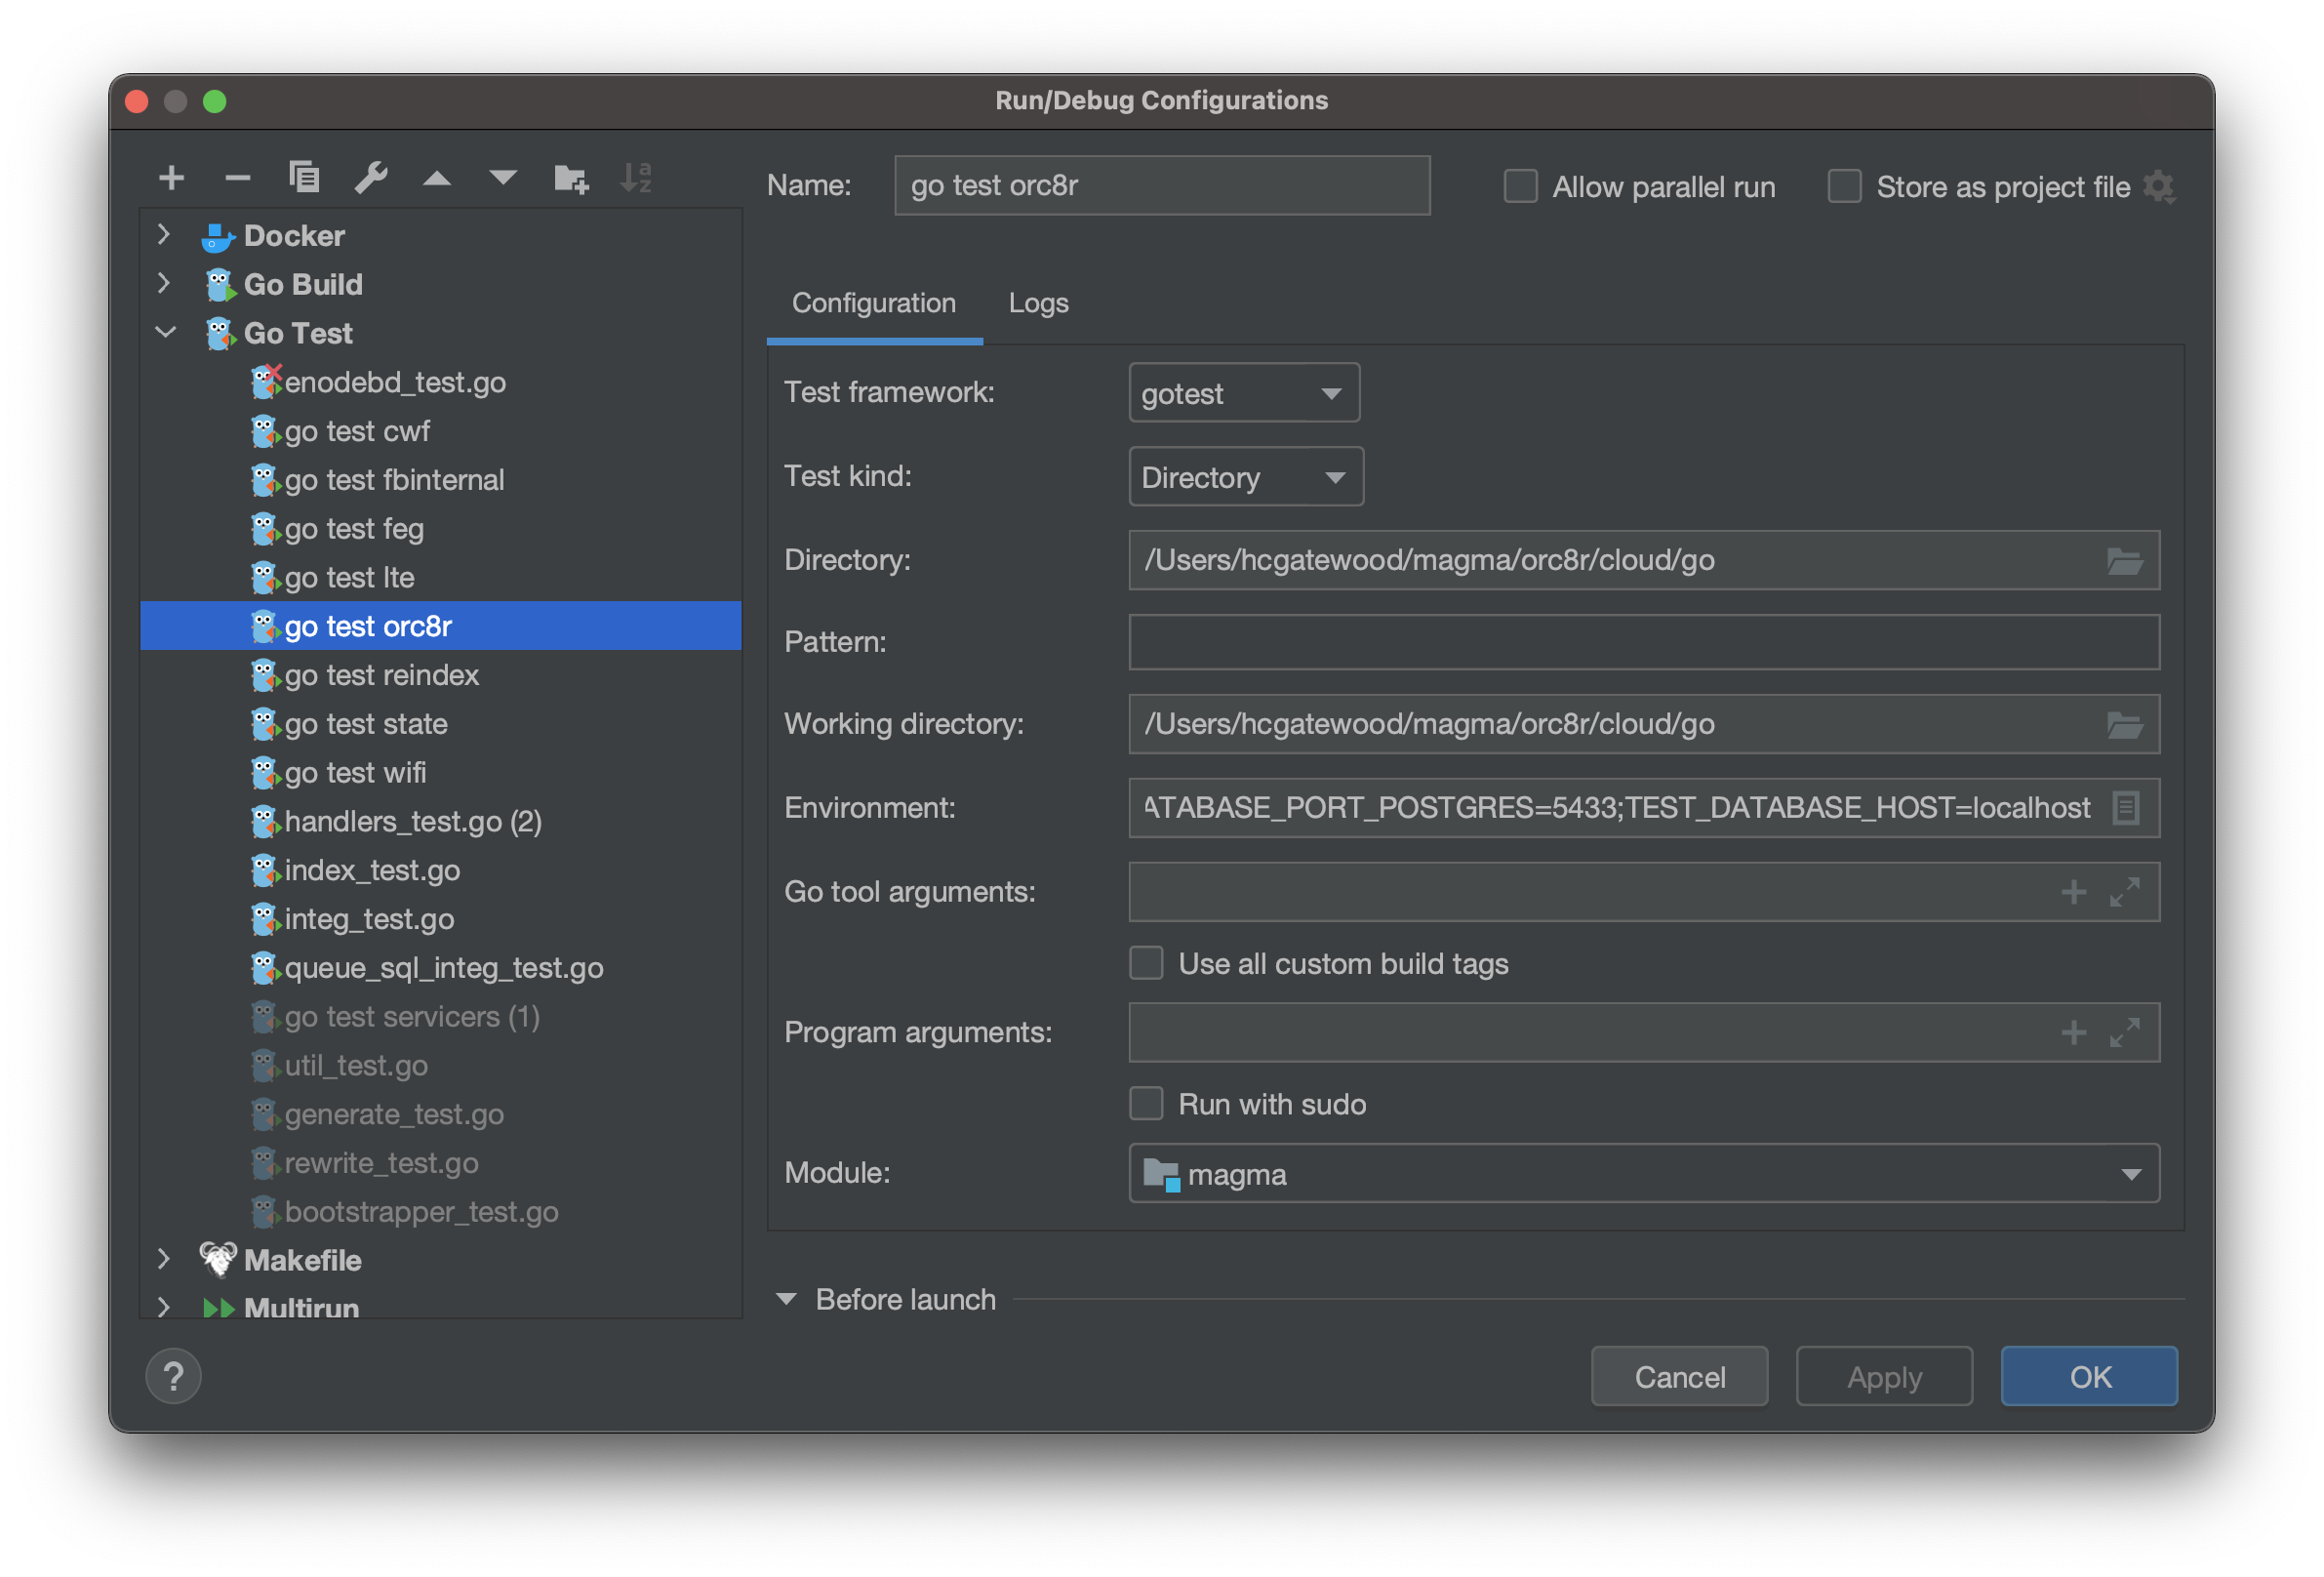 Run/Debug Configurations
Docker
Go Build
Go Test
enodebd_test.go
go test cwf
go test fbinternal
go test feg
go test lte
go test orc8r
go test reindex
go test state
go test wifi
handlers_test.go (2)
index_test.go
integ_test.go
queue_sql_integ_test.go
go test servicers (1)
util_test.go
generate_test.go
rewrite_test.go
bootstrapper_test.go
Makefile
Multirun
Name: go test orc8r
Allow parallel run
Store as project file
Configuration Logs
Test framework: gotest
Test kind: Directory
Directory: /Users/hcgatewood/magma/orc8r/cloud/go
Pattern:
Working directory: /Users/hcgatewood/magma/orc8r/cloud/go
Environment: ATABASE_PORT_POSTGRES=5433;TEST_DATABASE_HOST=localhost
Go tool arguments:
Use all custom build tags
Program arguments:
Run with sudo
Module: magma
Before launch
? Cancel Apply OK